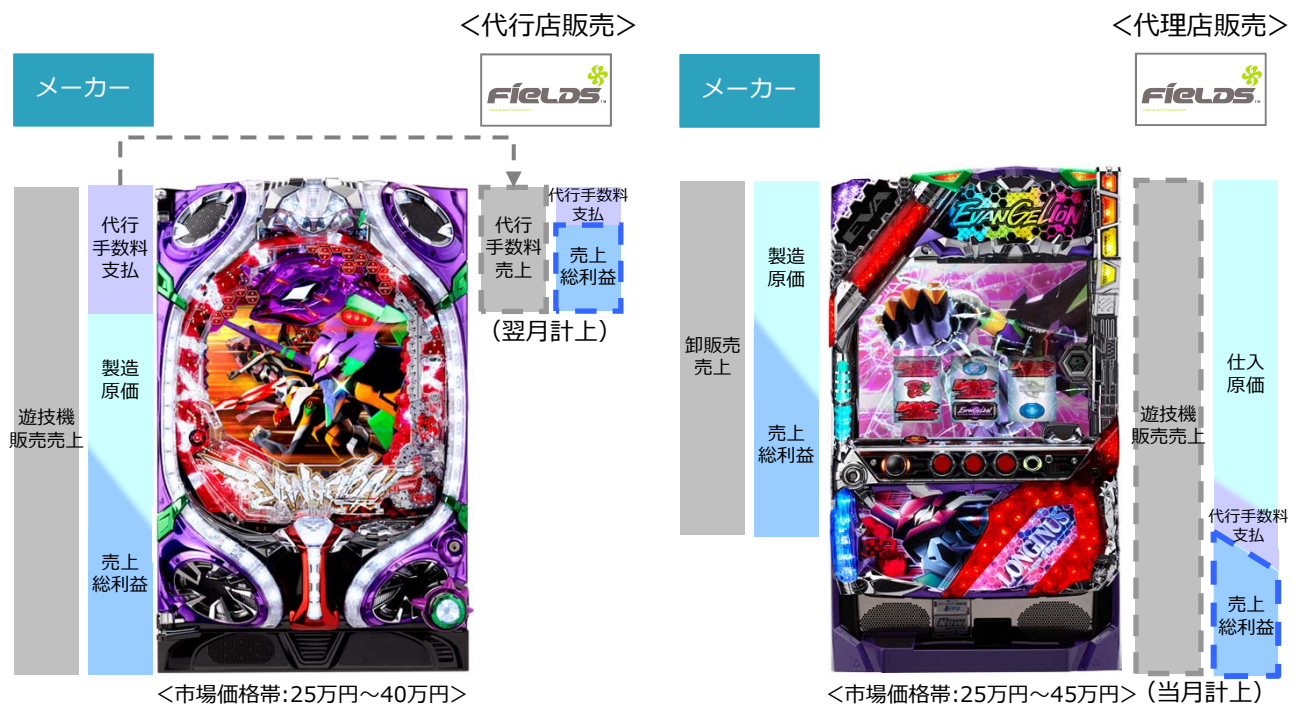 <代行店販売>
メーカー
FIELDS
代行
手数料
支払
製造
原価
遊技機
販売売上
売上
総利益
代行
手数料
売上
代行手数料
支払
売上
総利益
(翌月計上)
EVANGELION
<市場価格帯:25万円~40万円>
<代理店販売>
メーカー
FIELDS
製造
原価
卸販売
売上
売上
総利益
EVANGELION
EVANGELION
LONGINUS
遊技機
販売売上
仕入
原価
代行手数料
支払
売上
総利益
<市場価格帯:25万円~45万円>
(当月計上)